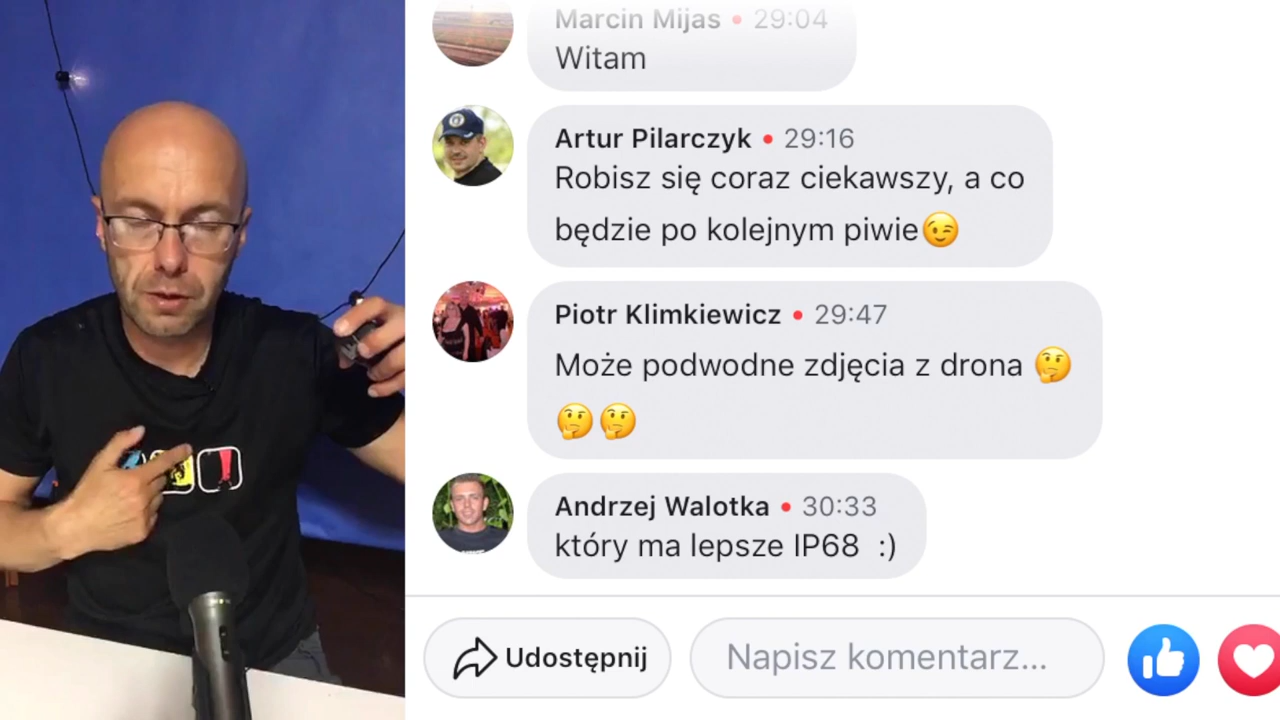 Marcin Mijas • 29:04
Witam
Artur Pilarczyk • 29:16
Robisz się coraz ciekawszy, a co
będzie po kolejnym piwie😉
Piotr Klimkiewicz • 29:47
Może podwodne zdjęcia z drona 🤔
🤔🤔
Andrzej Walotka • 30:33
który ma lepsze IP68 :)
Udostępnij
Napisz komentarz...